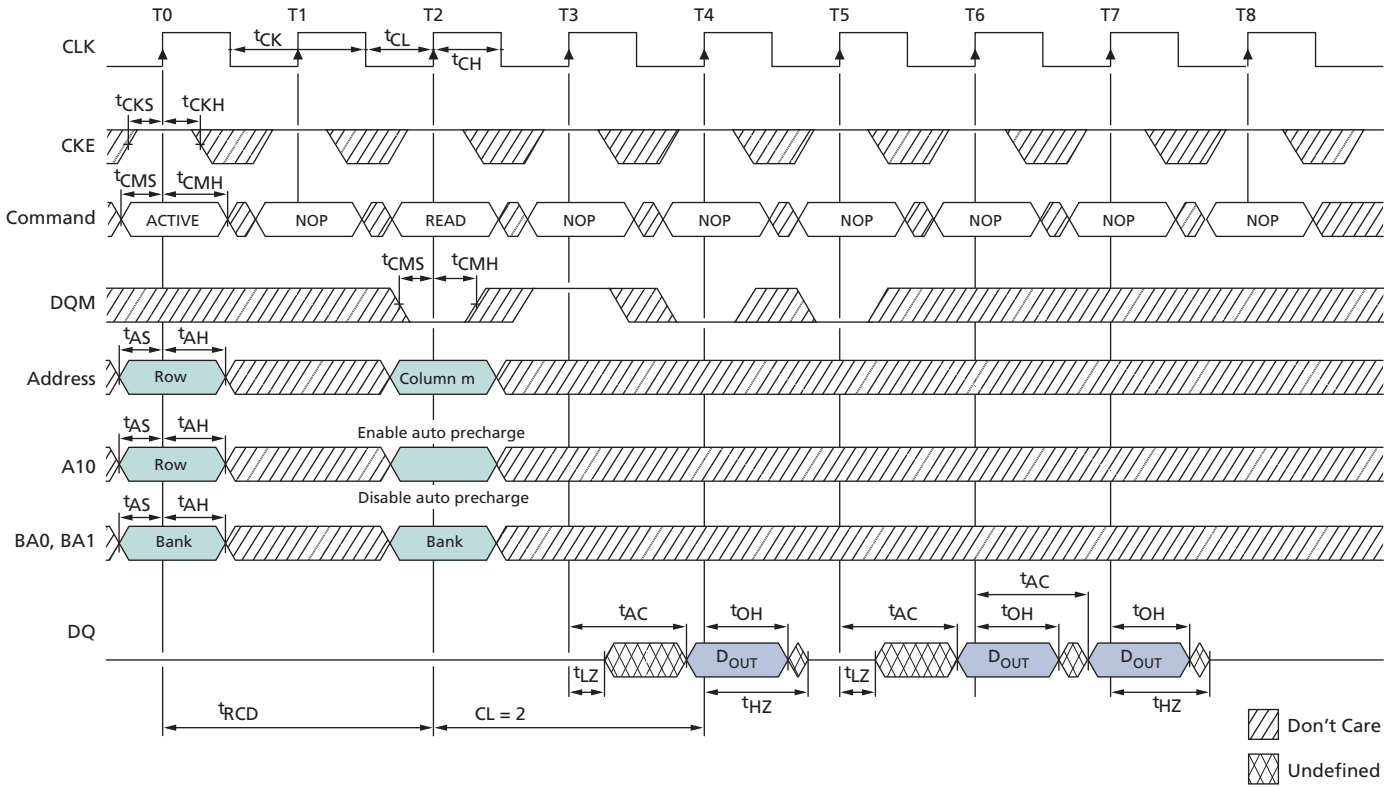 T0 T1 T2 T3 T4 T5 T6 T7 T8
CLK
tCK tCL
tCH
tCKS tCKH
CKE
tCMS tCMH
Command ACTIVE NOP READ NOP NOP NOP NOP NOP NOP
tCMS tCMH
DQM
tAS tAH
Address Row Column m
tAS tAH Enable auto precharge
A10 Row
Disable auto precharge
tAS tAH
BA0, BA1 Bank Bank
tAC
tAC tOH tAC tOH tOH
DQ
DOUT DOUT DOUT
tLZ tLZ
tHZ tHZ
tRCD CL = 2
Don't Care
Undefined